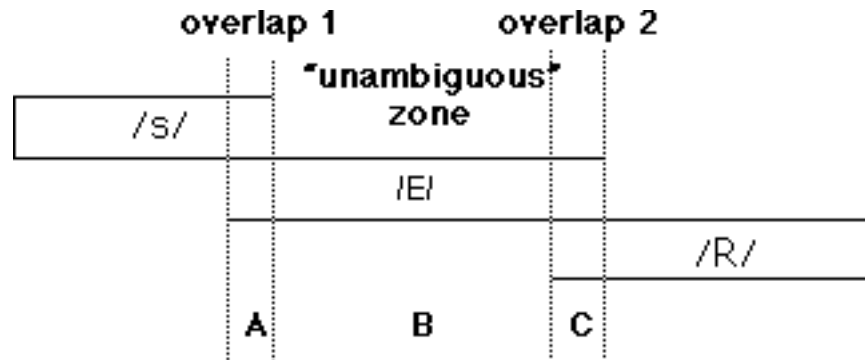 overlap 1 overlap 2
"unambiguous"
zone
/s/
/E/
/R/
A B C